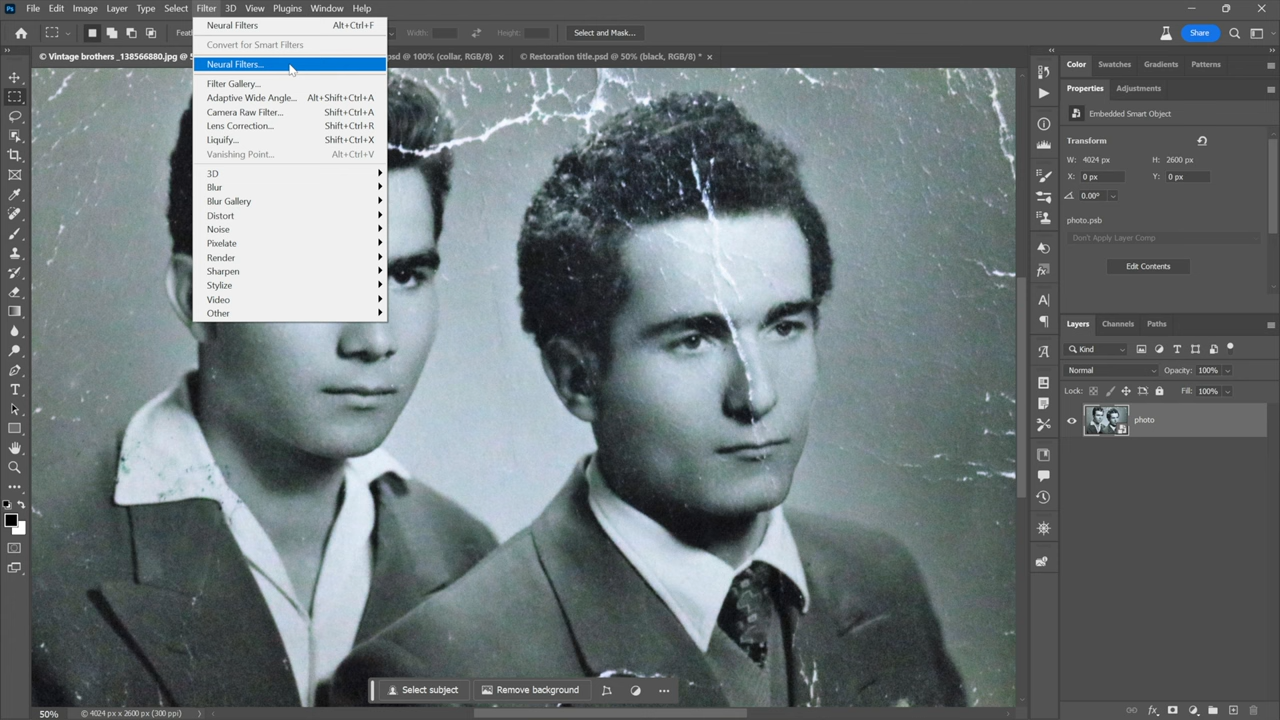 Ps File Edit Image Layer Type Select Filter 3D View Plugins Window Help
Width: Height: Select and Mask... Share
© Vintage brothers _138566880.jpg @ sd @ 100% (collar, RGB/8) × © Restoration title.psd @ 50% (black, RGB/8) * ×
Neural Filters Alt+Ctrl+F
Convert for Smart Filters
Neural Filters...
Filter Gallery...
Adaptive Wide Angle... Alt+Shift+Ctrl+A
Camera Raw Filter... Shift+Ctrl+A
Lens Correction... Shift+Ctrl+R
Liquify... Shift+Ctrl+X
Vanishing Point... Alt+Ctrl+V
3D
Blur
Blur Gallery
Distort
Noise
Pixelate
Render
Sharpen
Stylize
Video
Other
Color Swatches Gradients Patterns
Properties Adjustments
Embedded Smart Object
Transform
W: 4024 px H: 2600 px
X: 0 px Y: 0 px
0.00°
photo.psb
Don't Apply Layer Comp
Edit Contents
Layers Channels Paths
Kind
Normal Opacity: 100%
Lock: Fill: 100%
photo
Select subject Remove background
50% © 4024 px x 2600 px (300 ppi)